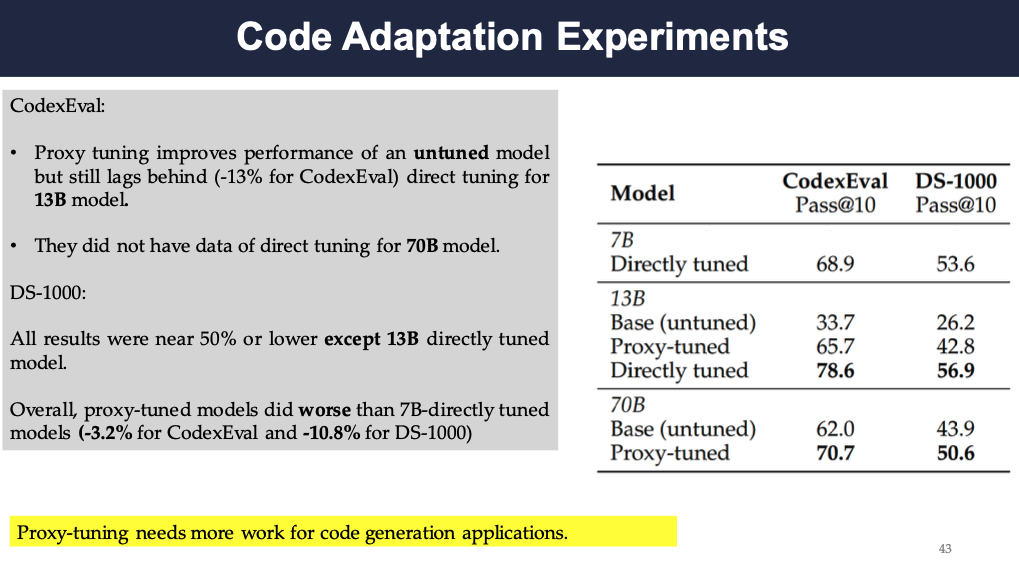 Code Adaptation Experiments
CodexEval:
• Proxy tuning improves performance of an untuned model
but still lags behind (-13% for CodexEval) direct tuning for
13B model.
• They did not have data of direct tuning for 70B model.
DS-1000:
All results were near 50% or lower except 13B directly tuned
model.
Overall, proxy-tuned models did worse than 7B-directly tuned
models (-3.2% for CodexEval and -10.8% for DS-1000)
Model CodexEval DS-1000
Pass@10 Pass@10
7B
Directly tuned 68.9 53.6
13B
Base (untuned) 33.7 26.2
Proxy-tuned 65.7 42.8
Directly tuned 78.6 56.9
70B
Base (untuned) 62.0 43.9
Proxy-tuned 70.7 50.6
Proxy-tuning needs more work for code generation applications.
43